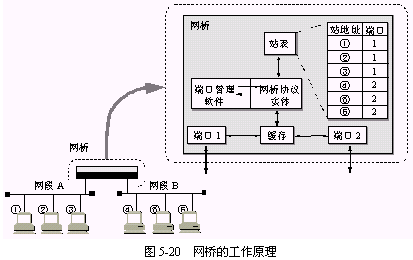 网桥
站表
站地址 端口
① 1
② 1
③ 1
④ 2
⑥ 2
⑤ 2
端口管理
软件
网桥协议
实体
端口 1
缓存
端口 2
网桥
网段 A
网段 B
① ② ③ ④ ⑥ ⑤
图 5-20 网桥的工作原理